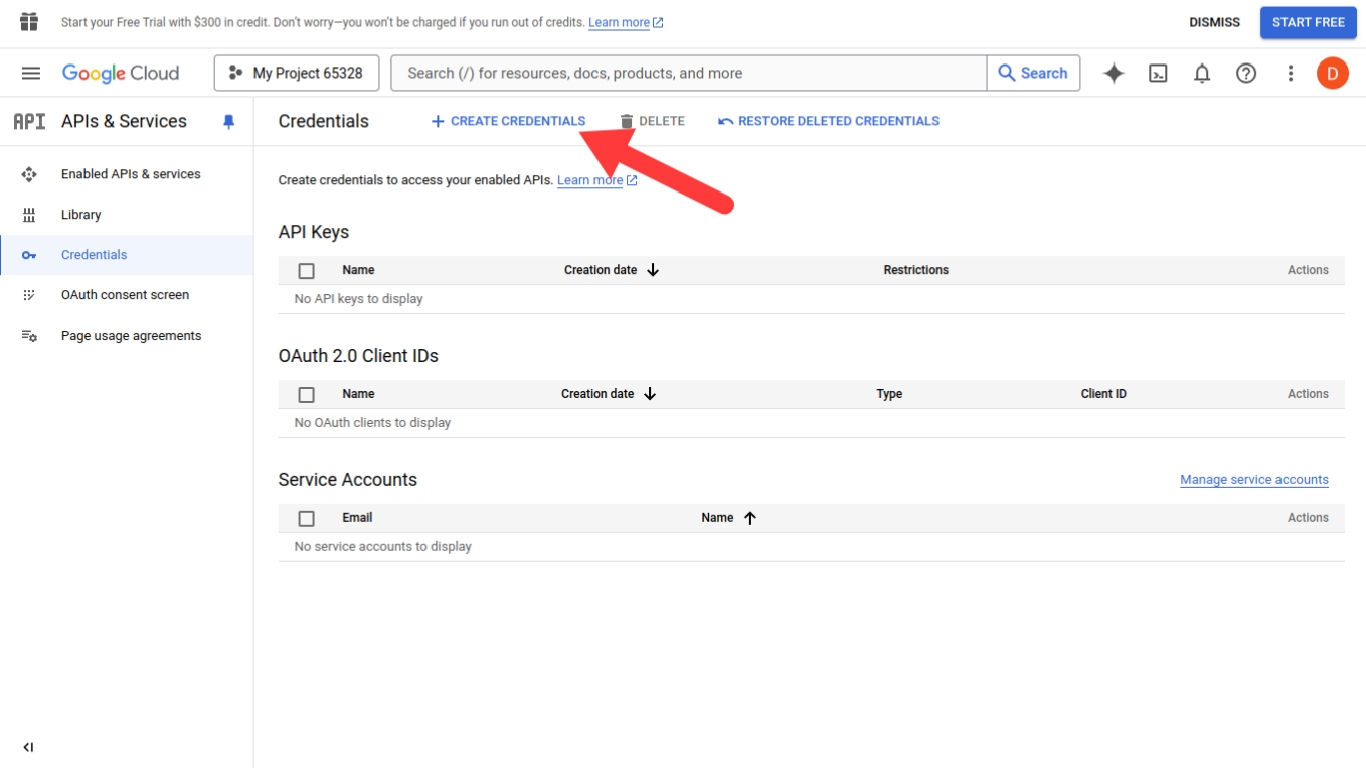 Start your Free Trial with $300 in credit. Don't worry—you won't be charged if you run out of credits. Learn more
DISMISS
START FREE
Google Cloud
My Project 65328
Search (/) for resources, docs, products, and more
Search
D
API
APIs & Services
Credentials
CREATE CREDENTIALS
DELETE
RESTORE DELETED CREDENTIALS
Enabled APIs & services
Library
Credentials
OAuth consent screen
Page usage agreements
Create credentials to access your enabled APIs. Learn more
API Keys
Name Creation date Restrictions Actions
No API keys to display
OAuth 2.0 Client IDs
Name Creation date Type Client ID Actions
No OAuth clients to display
Service Accounts
Manage service accounts
Email Name Actions
No service accounts to display